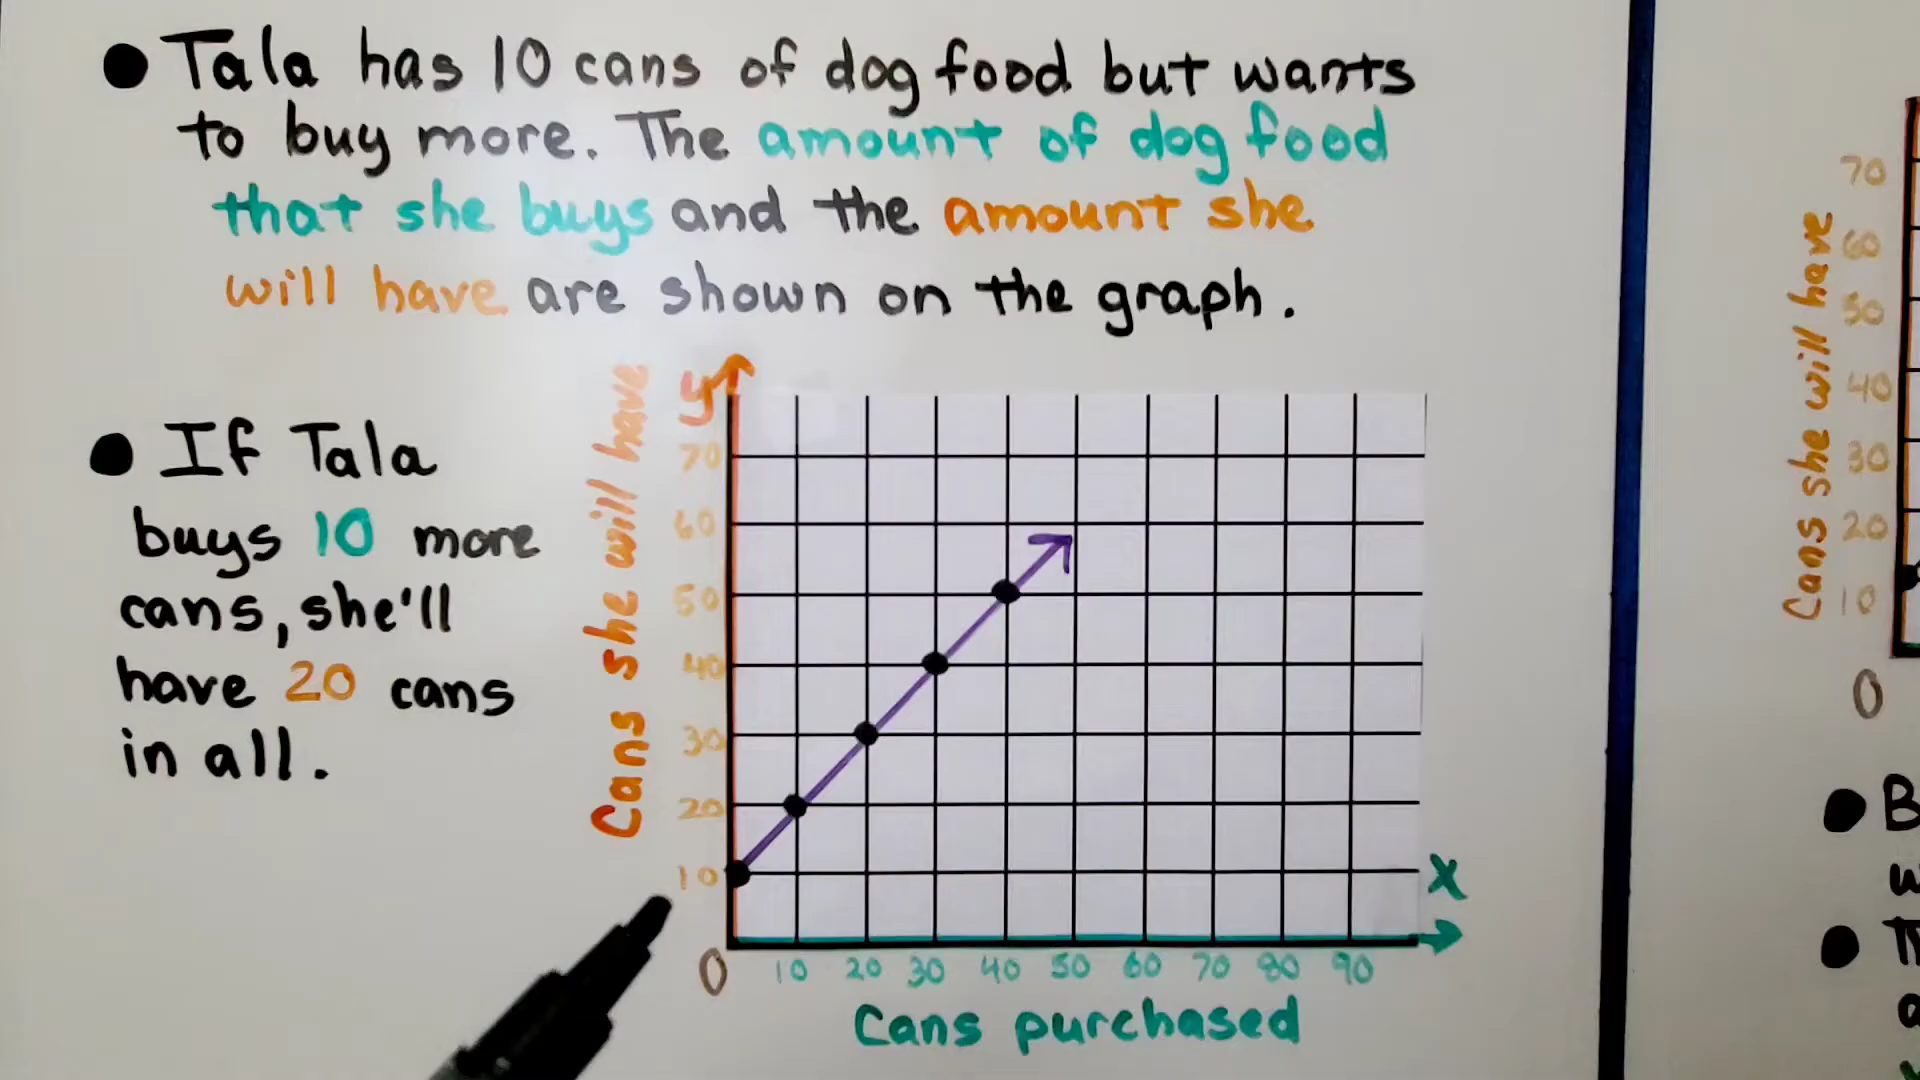 ● Tala has 10 cans of dog food but wants
to buy more. The amount of dog food
that she buys and the amount she
will have are shown on the graph.
● If Tala
buys 10 more
cans, she'll
have 20 cans
in all.
Cans she will have
y
70
60
50
40
30
20
10
0
10 20 30 40 50 60 70 80 90
x
Cans purchased
Cans she will have
70
60
50
40
30
20
10
0